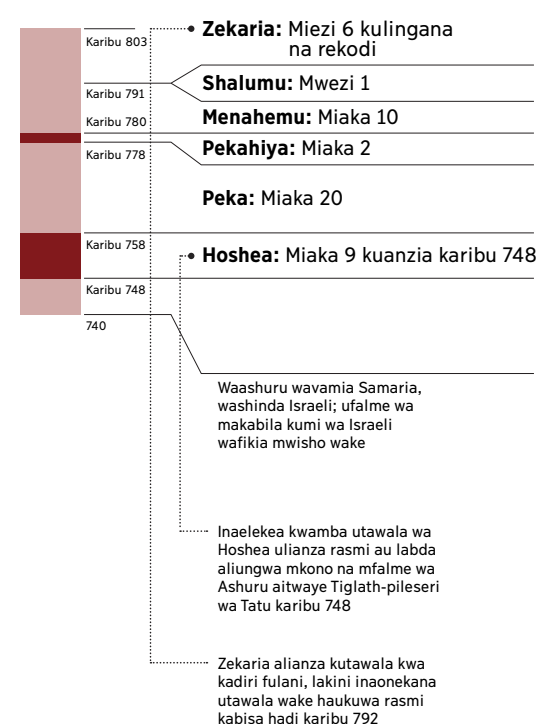 Karibu 803
Zekaria: Miezi 6 kulingana
na rekodi
Karibu 791
Shalumu: Mwezi 1
Karibu 780
Menahemu: Miaka 10
Karibu 778
Pekahiya: Miaka 2
Peka: Miaka 20
Karibu 758
Hoshea: Miaka 9 kuanzia karibu 748
Karibu 748
740
Waashuru wavamia Samaria,
washinda Israeli; ufalme wa
makabila kumi wa Israeli
wafikia mwisho wake
Inaelekea kwamba utawala wa
Hoshea ulianza rasmi au labda
aliungwa mkono na mfalme wa
Ashuru aitwaye Tiglath-pileseri
wa Tatu karibu 748
Zekaria alianza kutawala kwa
kadiri fulani, lakini inaonekana
utawala wake haukuwa rasmi
kabisa hadi karibu 792